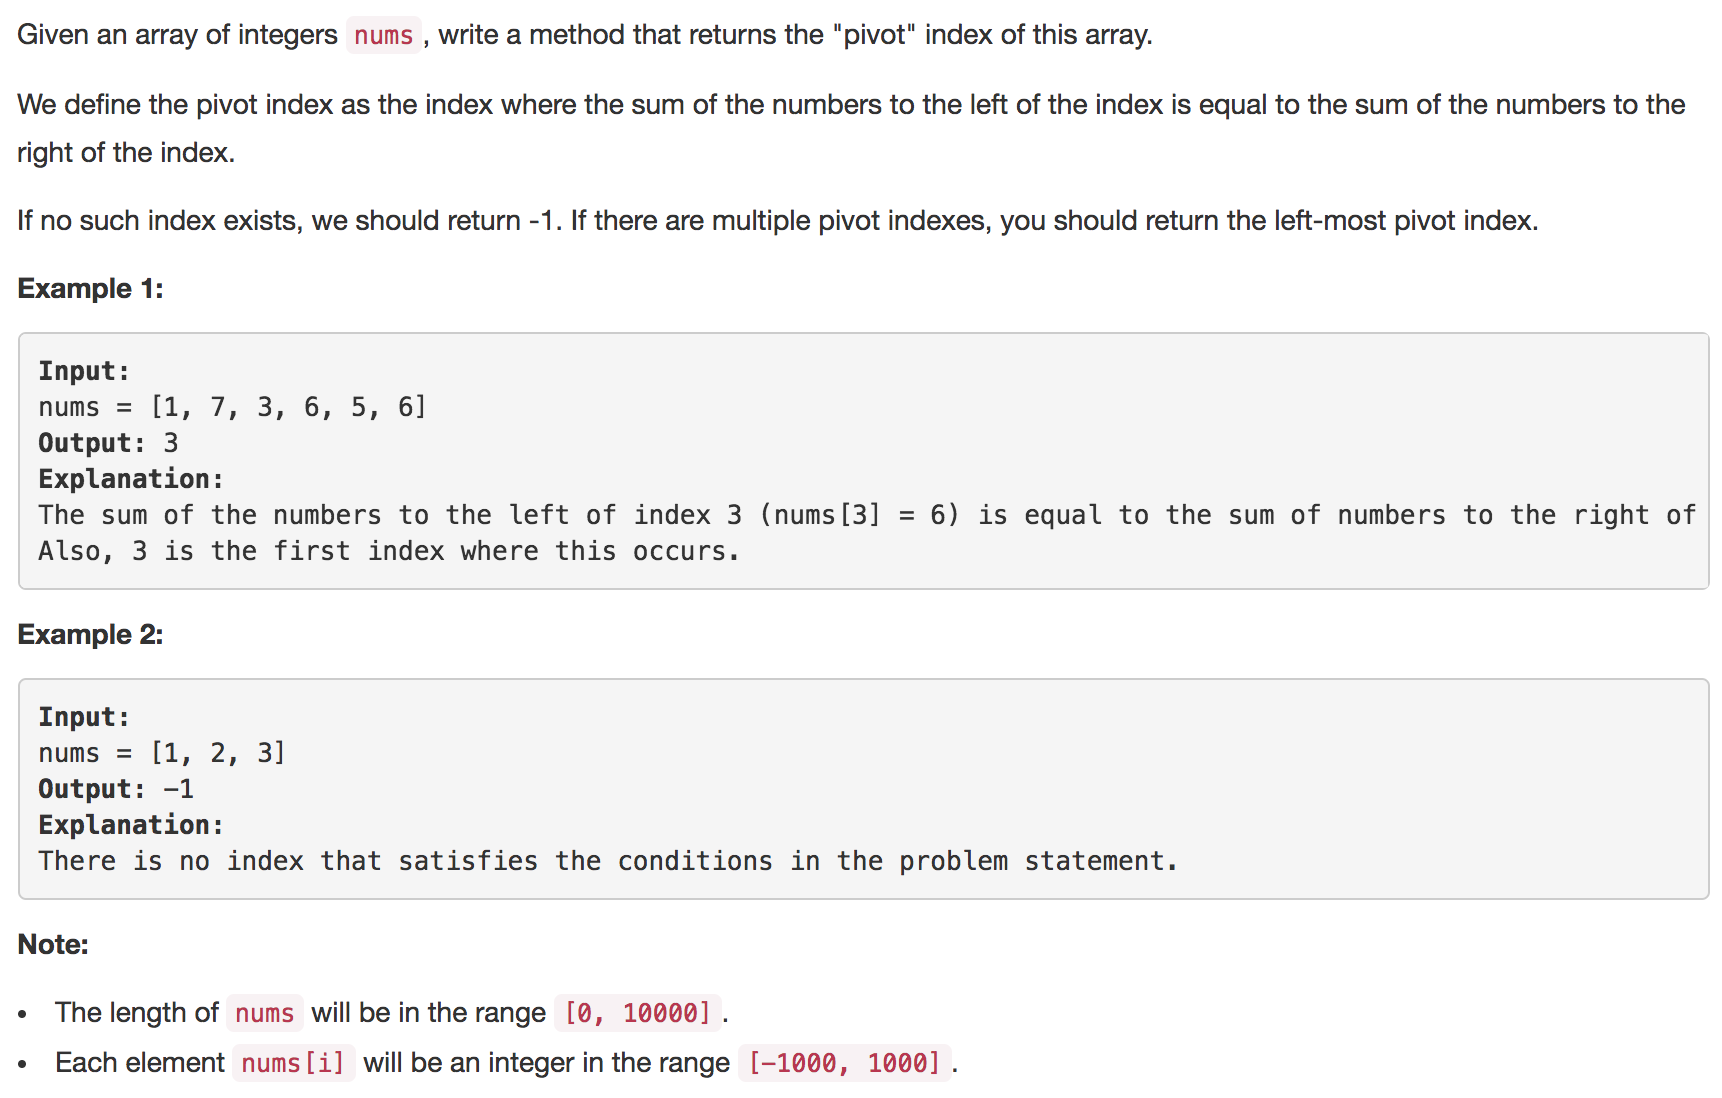 Given an array of integers nums, write a method that returns the "pivot" index of this array.
We define the pivot index as the index where the sum of the numbers to the left of the index is equal to the sum of the numbers to the
right of the index.
If no such index exists, we should return -1. If there are multiple pivot indexes, you should return the left-most pivot index.
Example 1:
Input:
nums = [1, 7, 3, 6, 5, 6]
Output: 3
Explanation:
The sum of the numbers to the left of index 3 (nums[3] = 6) is equal to the sum of numbers to the right of
Also, 3 is the first index where this occurs.
Example 2:
Input:
nums = [1, 2, 3]
Output: -1
Explanation:
There is no index that satisfies the conditions in the problem statement.
Note:
• The length of nums will be in the range [0, 10000].
• Each element nums[i] will be an integer in the range [-1000, 1000].